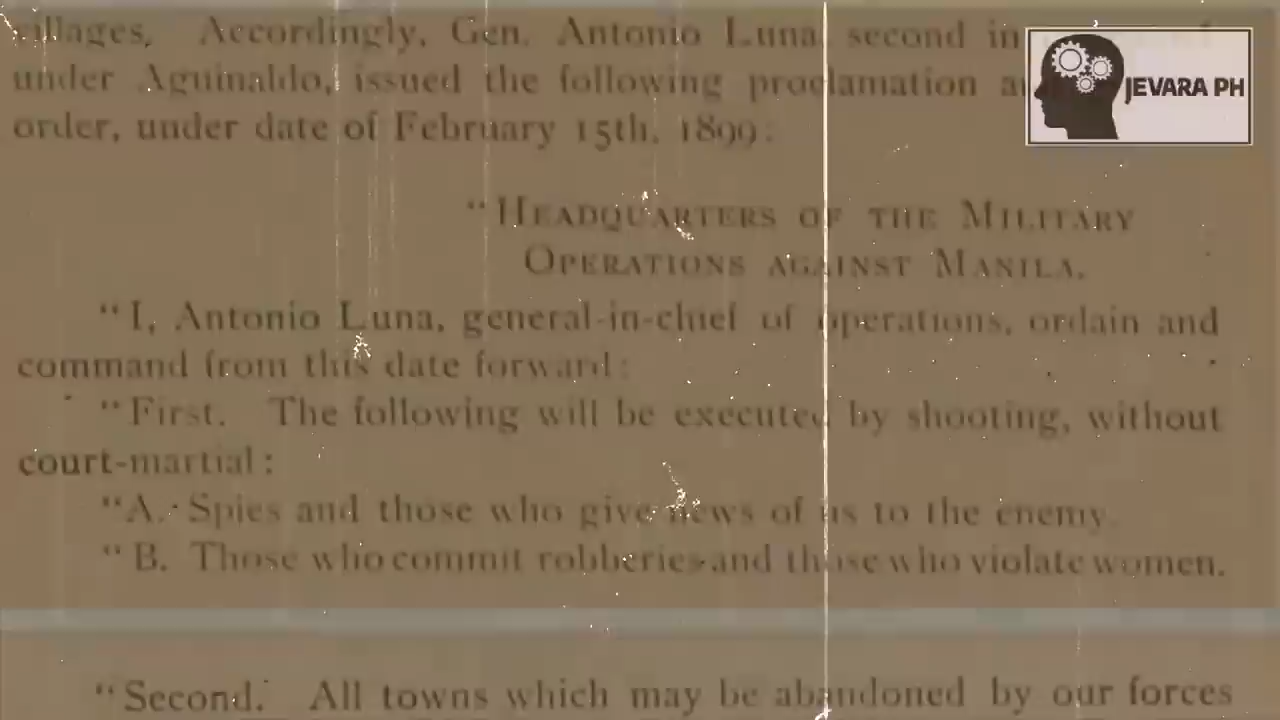 villages. Accordingly, Gen. Antonio Luna, second in
under Aguinaldo, issued the following proclamation
order, under date of February 15th, 1899:
JEVARA PH
"HEADQUARTERS OF THE MILITARY
OPERATIONS AGAINST MANILA.
"I, Antonio Luna, general-in-chief of operations, ordain and
command from this date forward:
"First. The following will be executed by shooting, without
court-martial:
"A. Spies and those who give news of us to the enemy.
"B. Those who commit robberies and those who violate women.
"Second. All towns which may be abandoned by our forces